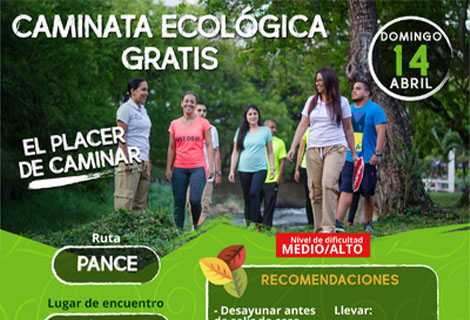 CAMINATA ECOLÓGICA
GRATIS
DOMINGO
14
ABRIL
EL PLACER
DE CAMINAR
Nivel de dificultad
MEDIO/ALTO
Ruta
PANCE
Lugar de encuentro
RECOMENDACIONES
- Desayunar antes
Llevar: